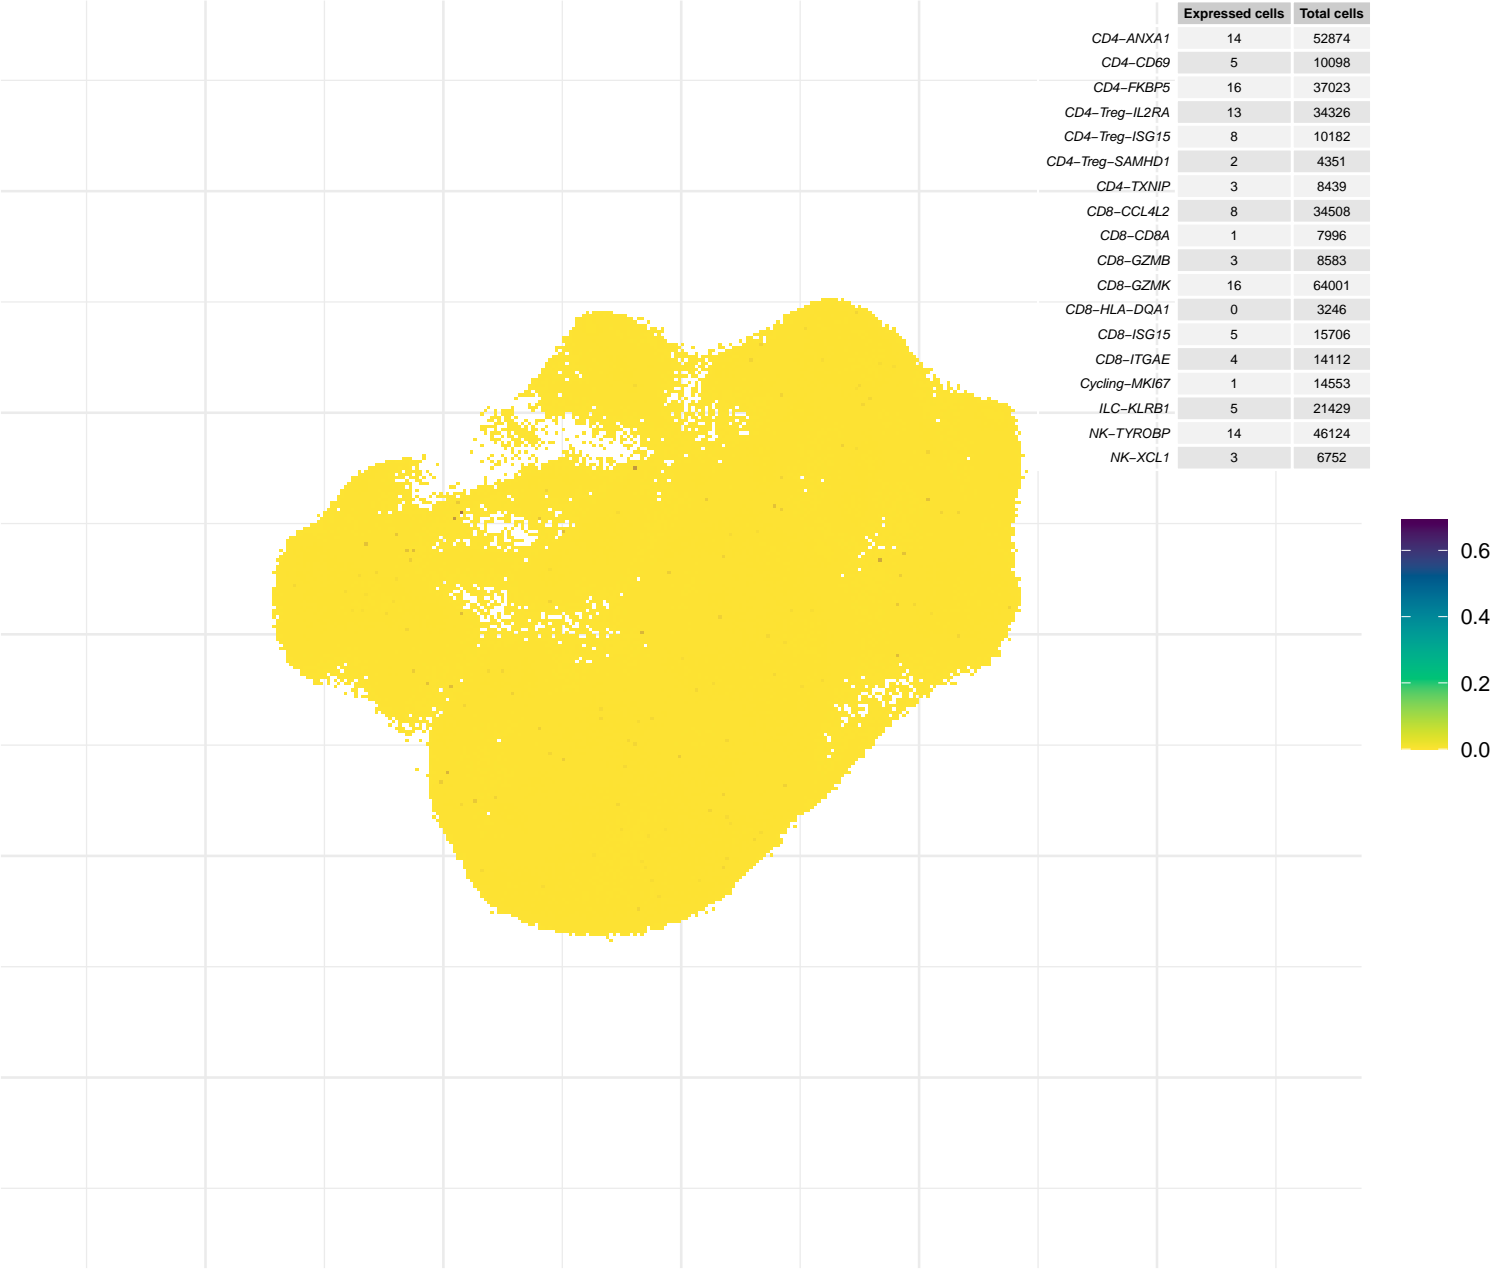 Expressed cells Total cells
CD4−ANXA1 14 52874
CD4−CD69 5 10098
CD4−FKBP5 16 37023
CD4−Treg−IL2RA 13 34326
CD4−Treg−ISG15 8 10182
CD4−Treg−SAMHD1 2 4351
CD4−TXNIP 3 8439
CD8−CCL4L2 8 34508
CD8−CD8A 1 7996
CD8−GZMB 3 8583
CD8−GZMK 16 64001
CD8−HLA−DQA1 0 3246
CD8−ISG15 5 15706
CD8−ITGAE 4 14112
Cycling−MKI67 1 14553
ILC−KLRB1 5 21429
NK−TYROBP 14 46124
NK−XCL1 3 6752
0.6
0.4
0.2
0.0